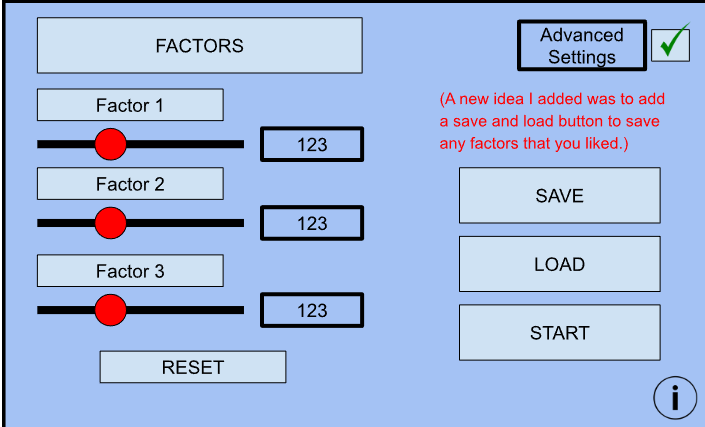 FACTORS
Advanced
Settings
Factor 1
(A new idea I added was to add
a save and load button to save
any factors that you liked.)
123
Factor 2
SAVE
123
LOAD
Factor 3
123
START
RESET
i